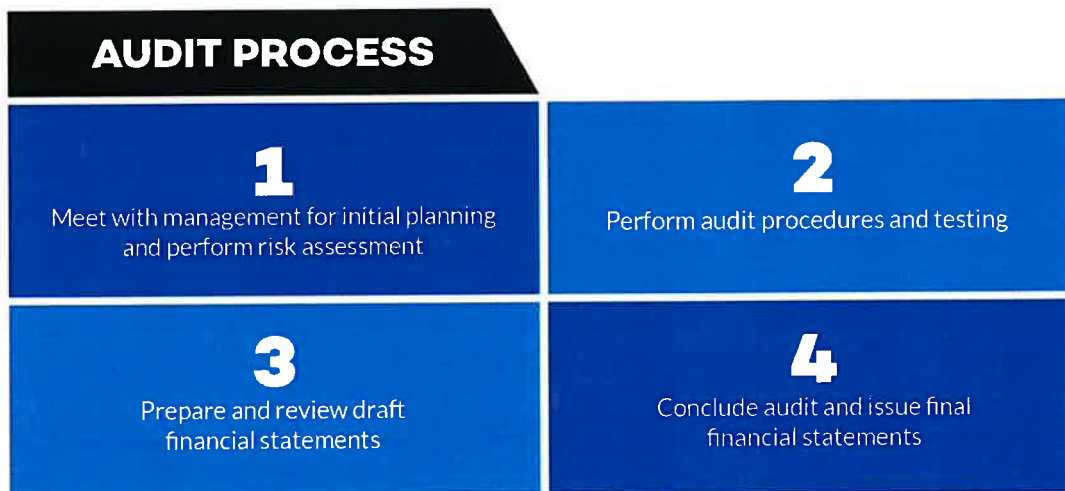 AUDIT PROCESS
1
Meet with management for initial planning
and perform risk assessment
2
Perform audit procedures and testing
3
Prepare and review draft
financial statements
4
Conclude audit and issue final
financial statements